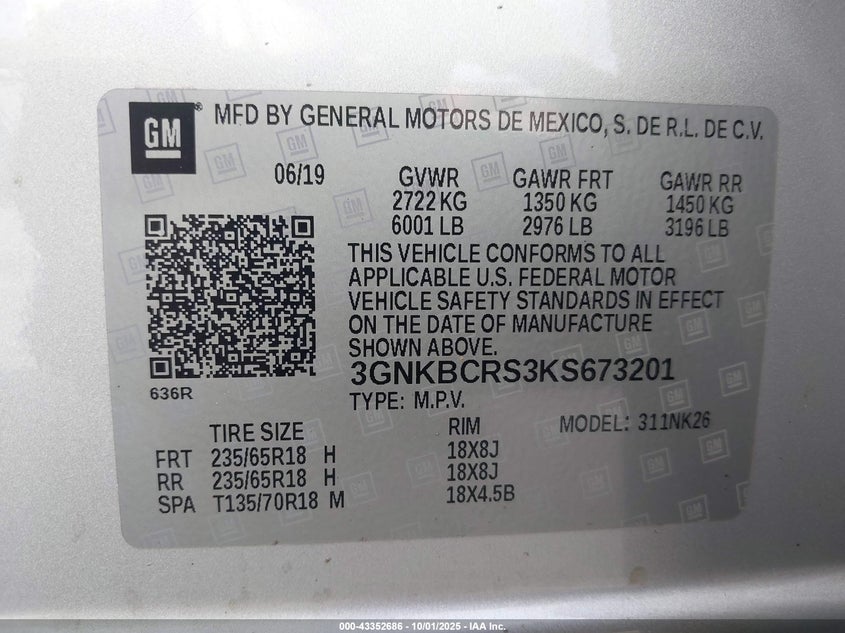 GM® MFD BY GENERAL MOTORS DE MEXICO, S. DE R.L. DE C.V.
06/19 GVWR GAWR FRT GAWR RR
2722 KG 1350 KG 1450 KG
6001 LB 2976 LB 3196 LB
THIS VEHICLE CONFORMS TO ALL
APPLICABLE U.S. FEDERAL MOTOR
VEHICLE SAFETY STANDARDS IN EFFECT
ON THE DATE OF MANUFACTURE
SHOWN ABOVE.
3GNKBCRS3KS673201
636R
TYPE: M.P.V.
TIRE SIZE RIM MODEL: 311NK26
FRT 235/65R18 H 18X8J
RR 235/65R18 H 18X8J
SPA T135/70R18 M 18X4.5B
000-43352686 - 10/01/2025 - IAA Inc.